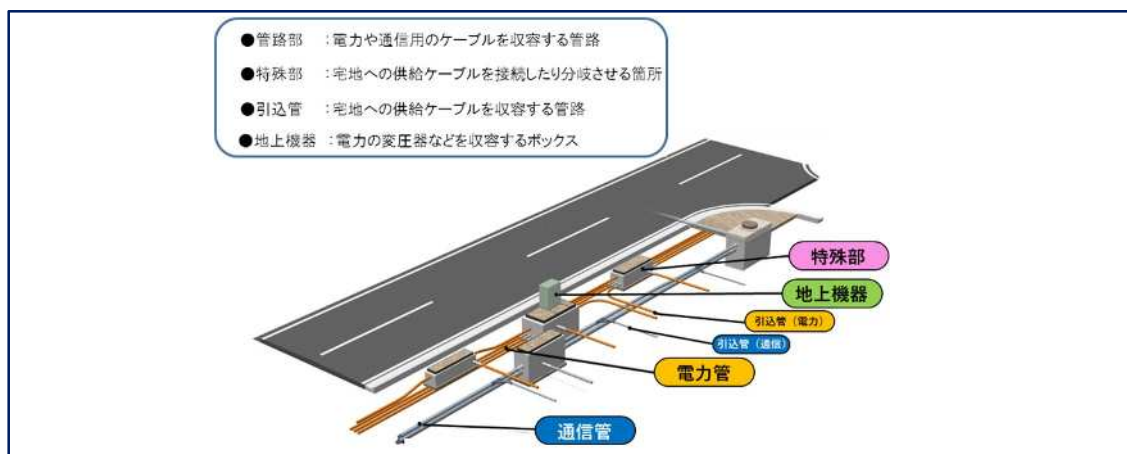 ●管路部 :電力や通信用のケーブルを収容する管路
●特殊部 :宅地への供給ケーブルを接続したり分岐させる箇所
●引込管 :宅地への供給ケーブルを収容する管路
●地上機器 :電力の変圧器などを収容するボックス
特殊部
地上機器
引込管(電力)
引込管(通信)
電力管
通信管